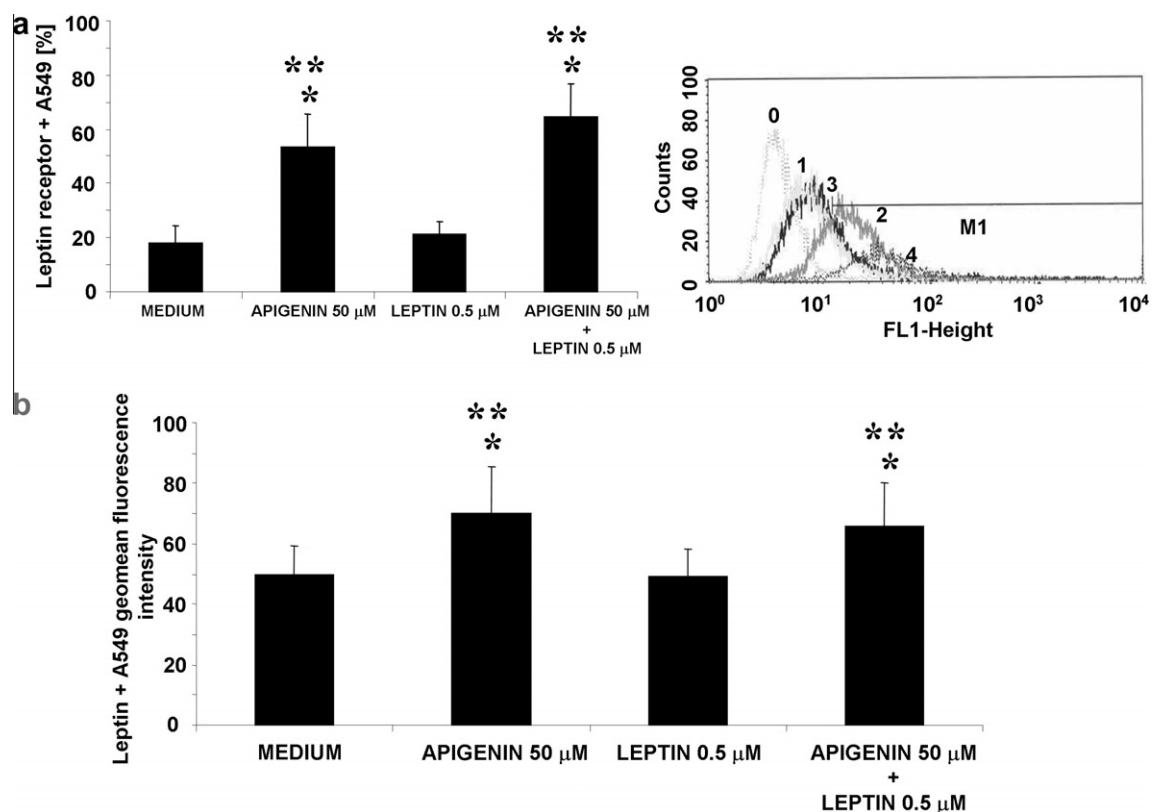 a
Leptin receptor + A549 [%]
100
80
60
40
20
0
**
*
**
*
MEDIUM
APIGENIN 50 μM
LEPTIN 0.5 μM
APIGENIN 50 μM
+
LEPTIN 0.5 μM
Counts
100
80
60
40
20
0
0
1
3
2
4
M1
10⁰
10¹
10²
10³
10⁴
FL1-Height
b
Leptin + A549 geomean fluorescence
intensity
100
80
60
40
20
0
**
*
**
*
MEDIUM
APIGENIN 50 μM
LEPTIN 0.5 μM
APIGENIN 50 μM
+
LEPTIN 0.5 μM